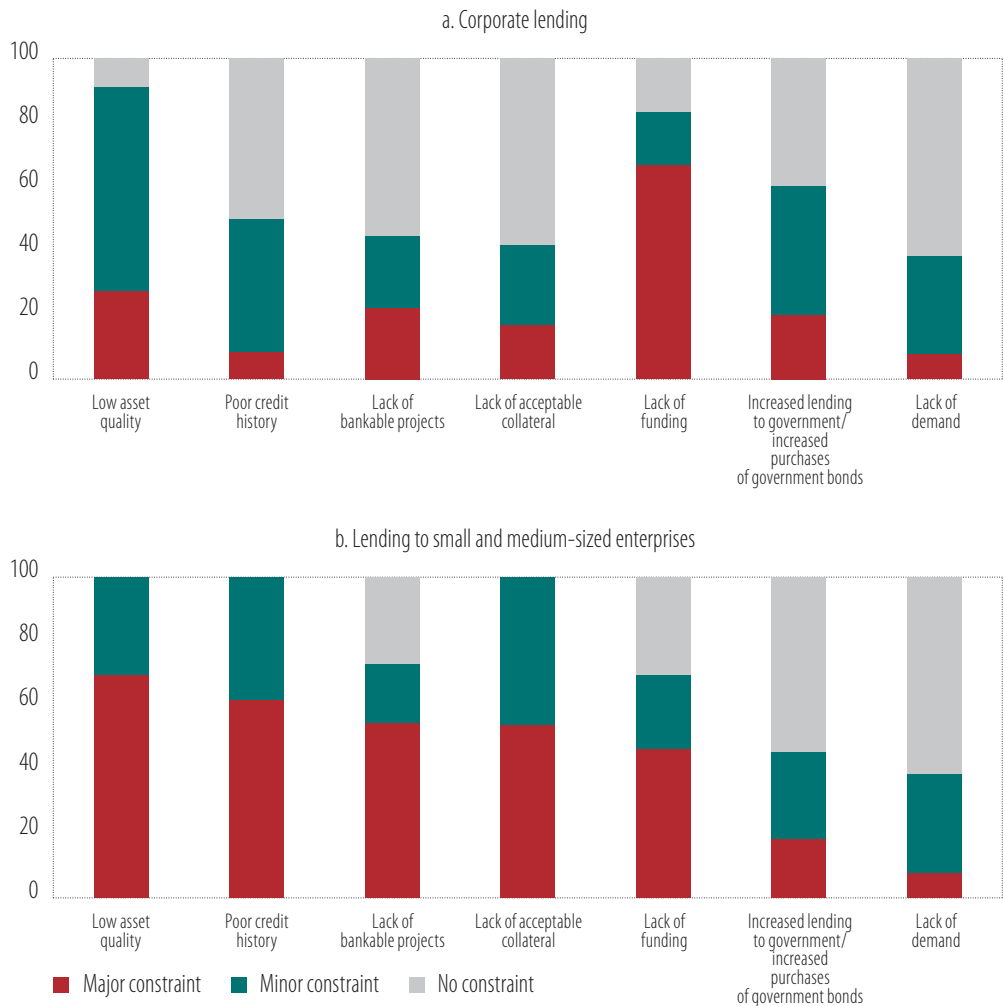 a. Corporate lending
100
80
60
40
20
0
Low asset
quality
Poor credit
history
Lack of
bankable projects
Lack of acceptable
collateral
Lack of
funding
Increased lending
to government/
increased
purchases
of government bonds
Lack of
demand
b. Lending to small and medium-sized enterprises
100
80
60
40
20
0
Low asset
quality
Poor credit
history
Lack of
bankable projects
Lack of acceptable
collateral
Lack of
funding
Increased lending
to government/
increased
purchases
of government bonds
Lack of
demand
Major constraint Minor constraint No constraint